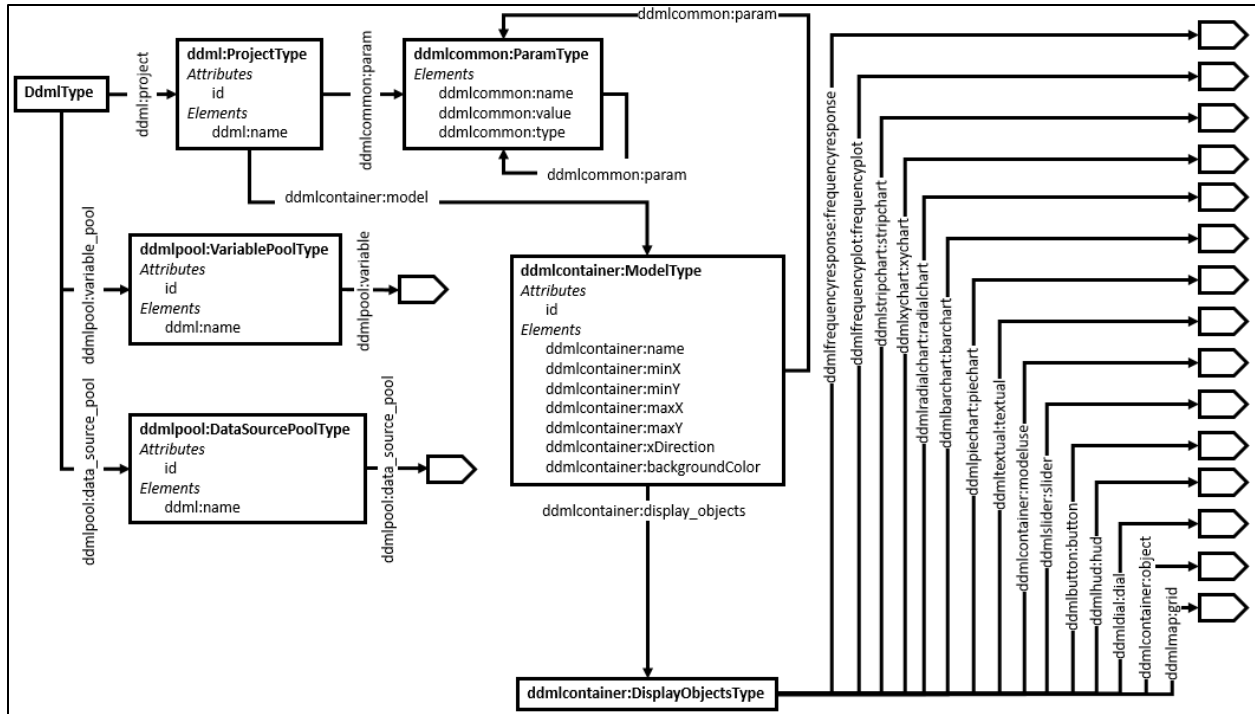 DdmlType
ddml:project
ddml:ProjectType
Attributes
id
Elements
ddml:name
ddmlcommon:param
ddmlcommon:ParamType
Elements
ddmlcommon:name
ddmlcommon:value
ddmlcommon:type
ddmlcommon:param
ddmlcommon:param
ddmlcontainer:model
ddmlpool:variable_pool
ddmlpool:VariablePoolType
Attributes
id
Elements
ddml:name
ddmlpool:variable
ddmlpool:data_source_pool
ddmlpool:DataSourcePoolType
Attributes
id
Elements
ddml:name
ddmlpool:data_source_pool
ddmlcontainer:ModelType
Attributes
id
Elements
ddmlcontainer:name
ddmlcontainer:minX
ddmlcontainer:minY
ddmlcontainer:maxX
ddmlcontainer:maxY
ddmlcontainer:xDirection
ddmlcontainer:backgroundColor
ddmlcontainer:display_objects
ddmlcontainer:DisplayObjectsType
ddmlfrequencyresponse:frequencyresponse
ddmlfrequencyplot:frequencyplot
ddmlstripchart:stripchart
ddmlxychart:xychart
ddmlradialchart:radialchart
ddmlbarchart:barchart
ddmlpiechart:piechart
ddmltextual:textual
ddmlcontainer:modeluse
ddmlslider:slider
ddmlbutton:button
ddmlhud:hud
ddmldial:dial
ddmlcontainer:object
ddmlmap:grid